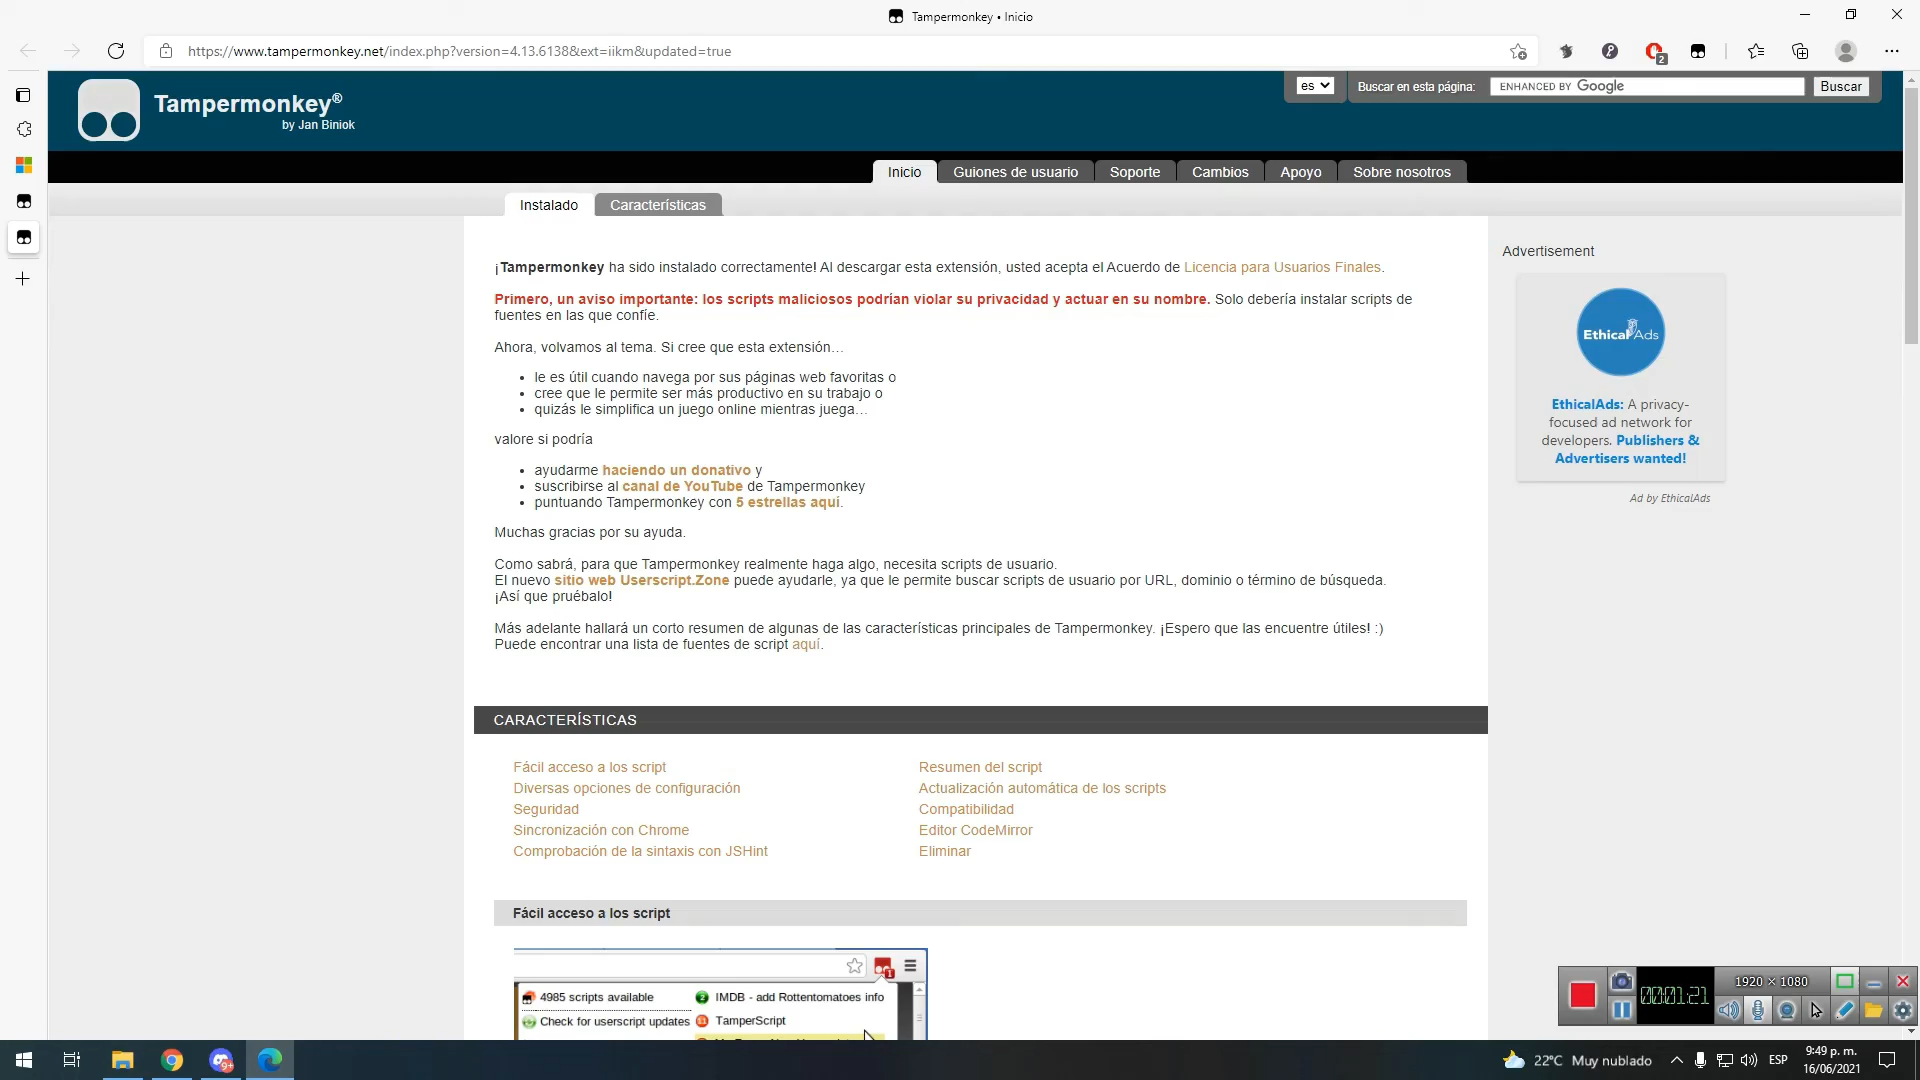 Tampermonkey • Inicio
https://www.tampermonkey.net/index.php?version=4.13.6138&ext=iikm&updated=true
2
Tampermonkey®
by Jan Biniok
es
Buscar en esta página:
ENHANCED BY Google
Buscar
Inicio
Guiones de usuario
Soporte
Cambios
Apoyo
Sobre nosotros
Instalado
Características
¡Tampermonkey ha sido instalado correctamente! Al descargar esta extensión, usted acepta el Acuerdo de Licencia para Usuarios Finales.
Primero, un aviso importante: los scripts maliciosos podrían violar su privacidad y actuar en su nombre. Solo debería instalar scripts de
fuentes en las que confíe.
Ahora, volvamos al tema. Si cree que esta extensión…
• le es útil cuando navega por sus páginas web favoritas o
• cree que le permite ser más productivo en su trabajo o
• quizás le simplifica un juego online mientras juega…
valore si podría
• ayudarme haciendo un donativo y
• suscribirse al canal de YouTube de Tampermonkey
• puntuando Tampermonkey con 5 estrellas aquí.
Muchas gracias por su ayuda.
Como sabrá, para que Tampermonkey realmente haga algo, necesita scripts de usuario.
El nuevo sitio web Userscript.Zone puede ayudarle, ya que le permite buscar scripts de usuario por URL, dominio o término de búsqueda.
¡Así que pruébalo!
Más adelante hallará un corto resumen de algunas de las características principales de Tampermonkey. ¡Espero que las encuentre útiles! :)
Puede encontrar una lista de fuentes de script aquí.
Advertisement
Ethical Ads
EthicalAds: A privacy-
focused ad network for
developers. Publishers &
Advertisers wanted!
Ad by EthicalAds
CARACTERÍSTICAS
Fácil acceso a los script
Diversas opciones de configuración
Seguridad
Sincronización con Chrome
Comprobación de la sintaxis con JSHint
Resumen del script
Actualización automática de los scripts
Compatibilidad
Editor CodeMirror
Eliminar
Fácil acceso a los script
1
4985 scripts available
2 IMDB - add Rottentomatoes info
Check for userscript updates
11 TamperScript
00:01:21
1920 × 1080
9+
22°C Muy nublado
ESP
9:49 p. m.
16/06/2021